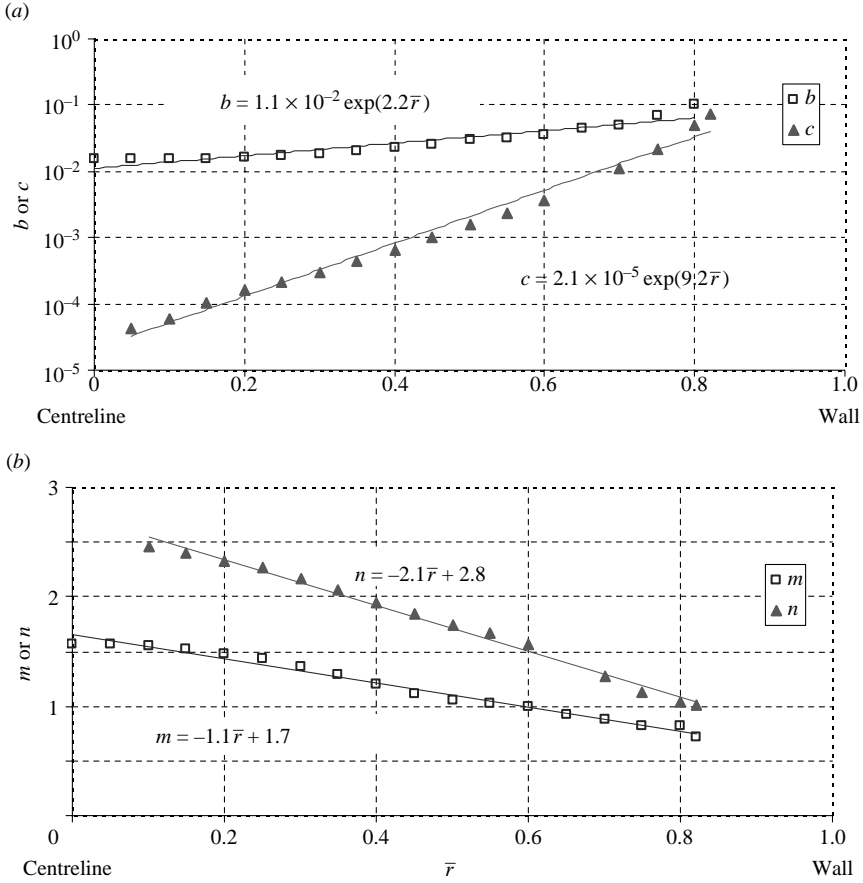 (a)
10⁰
10⁻¹
10⁻²
10⁻³
10⁻⁴
10⁻⁵
b or c
b = 1.1 × 10⁻² exp(2.2r̅)
c = 2.1 × 10⁻⁵ exp(9.2r̅)
b
c
0 0.2 0.4 0.6 0.8 1.0
Centreline Wall
(b)
3
2
1
m or n
n = –2.1r̅ + 2.8
m = –1.1r̅ + 1.7
m
n
0 0.2 0.4 0.6 0.8 1.0
Centreline r̅ Wall